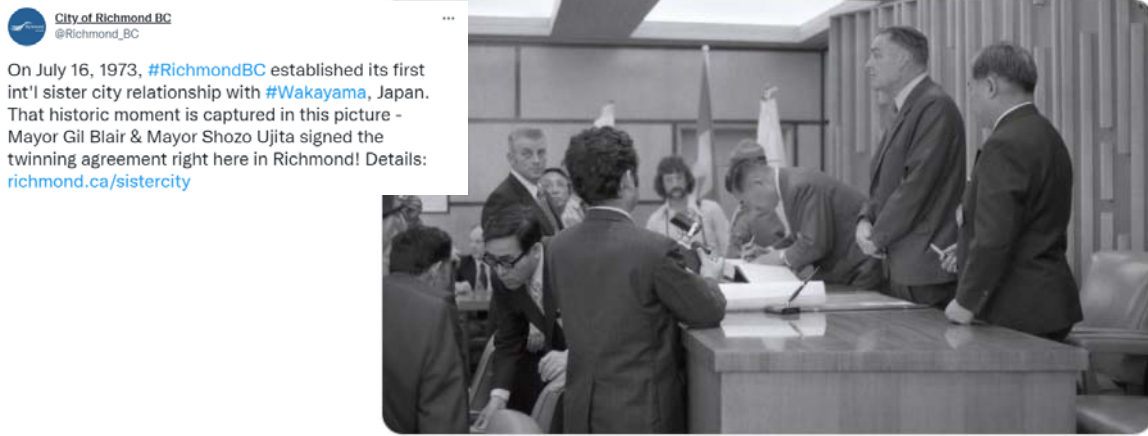 City of Richmond BC
@Richmond_BC
On July 16, 1973, #RichmondBC established its first
int'l sister city relationship with #Wakayama, Japan.
That historic moment is captured in this picture -
Mayor Gil Blair & Mayor Shozo Ujita signed the
twinning agreement right here in Richmond! Details:
richmond.ca/sistercity